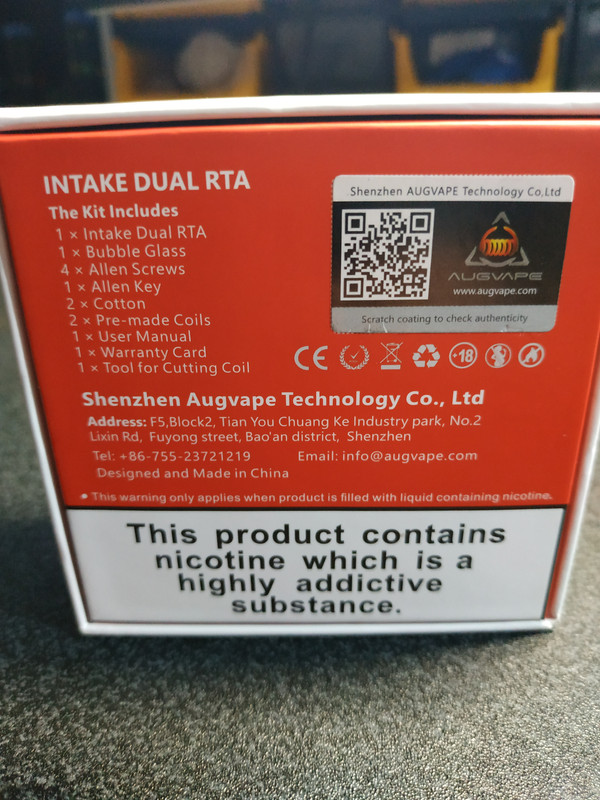 INTAKE DUAL RTA
The Kit Includes
1 × Intake Dual RTA
1 × Bubble Glass
4 × Allen Screws
1 × Allen Key
2 × Cotton
2 × Pre-made Coils
1 × User Manual
1 × Warranty Card
1 × Tool for Cutting Coil
Shenzhen AUGVAPE Technology Co,Ltd
AUGVAPE
www.augvape.com
Scratch coating to check authenticity
CE
+18
Shenzhen Augvape Technology Co., Ltd
Address: F5,Block2, Tian You Chuang Ke Industry park, No.2
Lixin Rd, Fuyong street, Bao'an district, Shenzhen
Tel: +86-755-23721219 Email: info@augvape.com
Designed and Made in China
• This warning only applies when product is filled with liquid containing nicotine.
This product contains
nicotine which is a
highly addictive
substance.